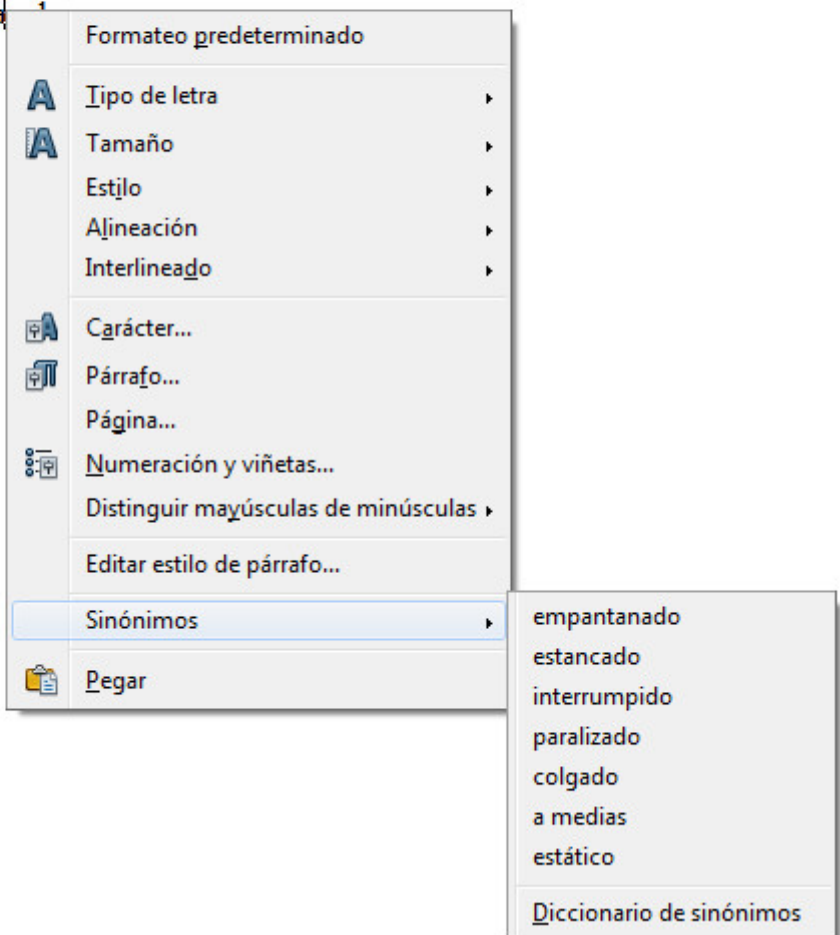 Formateo predeterminado
Tipo de letra
Tamaño
Estilo
Alineación
Interlineado
Carácter...
Párrafo...
Página...
Numeración y viñetas...
Distinguir mayúsculas de minúsculas
Editar estilo de párrafo...
Sinónimos
Pegar
empantanado
estancado
interrumpido
paralizado
colgado
a medias
estático
Diccionario de sinónimos